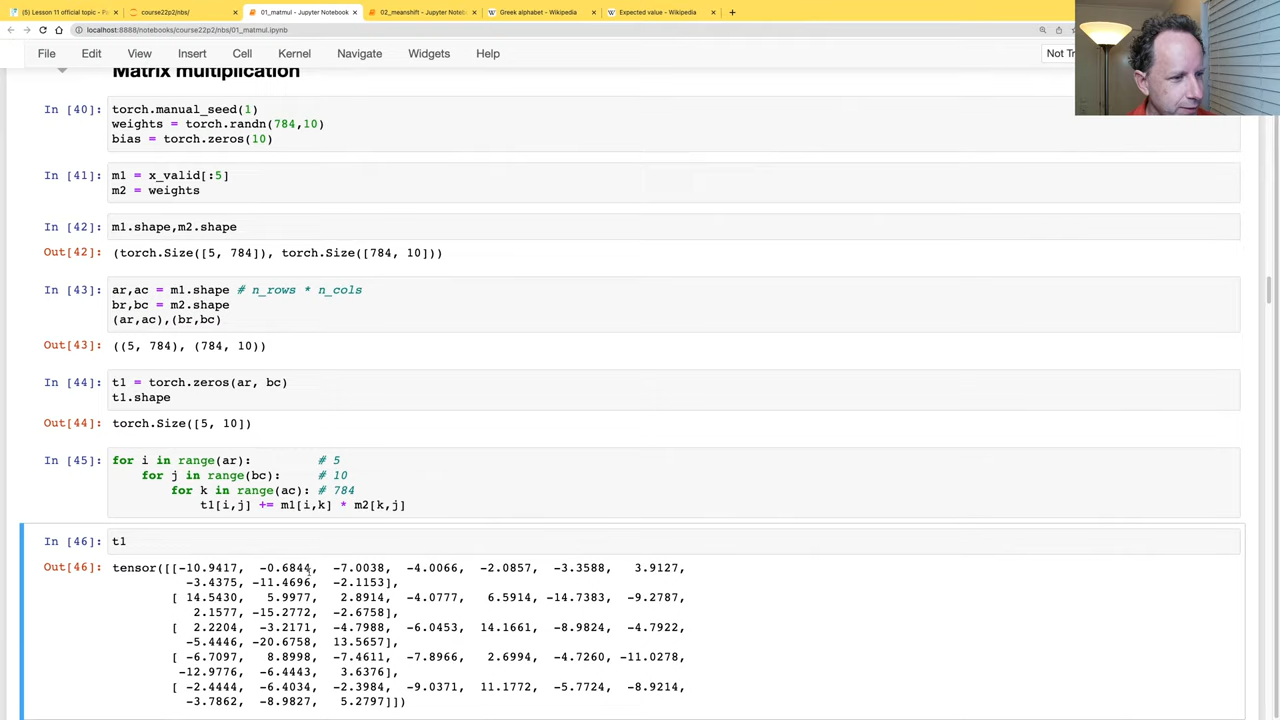 (5) Lesson 11 official topic - P
course22p2/nbs/
01_matmul - Jupyter Notebook
02_meanshift - Jupyter Noteb
Greek alphabet - Wikipedia
Expected value - Wikipedia
localhost:8888/notebooks/course22p2/nbs/01_matmul.ipynb
File Edit View Insert Cell Kernel Navigate Widgets Help Not Tr
Matrix multiplication
In [40]: torch.manual_seed(1)
weights = torch.randn(784,10)
bias = torch.zeros(10)
In [41]: m1 = x_valid[:5]
m2 = weights
In [42]: m1.shape,m2.shape
Out[42]: (torch.Size([5, 784]), torch.Size([784, 10]))
In [43]: ar,ac = m1.shape # n_rows * n_cols
br,bc = m2.shape
(ar,ac),(br,bc)
Out[43]: ((5, 784), (784, 10))
In [44]: t1 = torch.zeros(ar, bc)
t1.shape
Out[44]: torch.Size([5, 10])
In [45]: for i in range(ar): # 5
for j in range(bc): # 10
for k in range(ac): # 784
t1[i,j] += m1[i,k] * m2[k,j]
In [46]: t1
Out[46]: tensor([[-10.9417, -0.6844, -7.0038, -4.0066, -2.0857, -3.3588, 3.9127,
-3.4375, -11.4696, -2.1153],
[ 14.5430, 5.9977, 2.8914, -4.0777, 6.5914, -14.7383, -9.2787,
2.1577, -15.2772, -2.6758],
[ 2.2204, -3.2171, -4.7988, -6.0453, 14.1661, -8.9824, -4.7922,
-5.4446, -20.6758, 13.5657],
[ -6.7097, 8.8998, -7.4611, -7.8966, 2.6994, -4.7260, -11.0278,
-12.9776, -6.4443, 3.6376],
[ -2.4444, -6.4034, -2.3984, -9.0371, 11.1772, -5.7724, -8.9214,
-3.7862, -8.9827, 5.2797]])